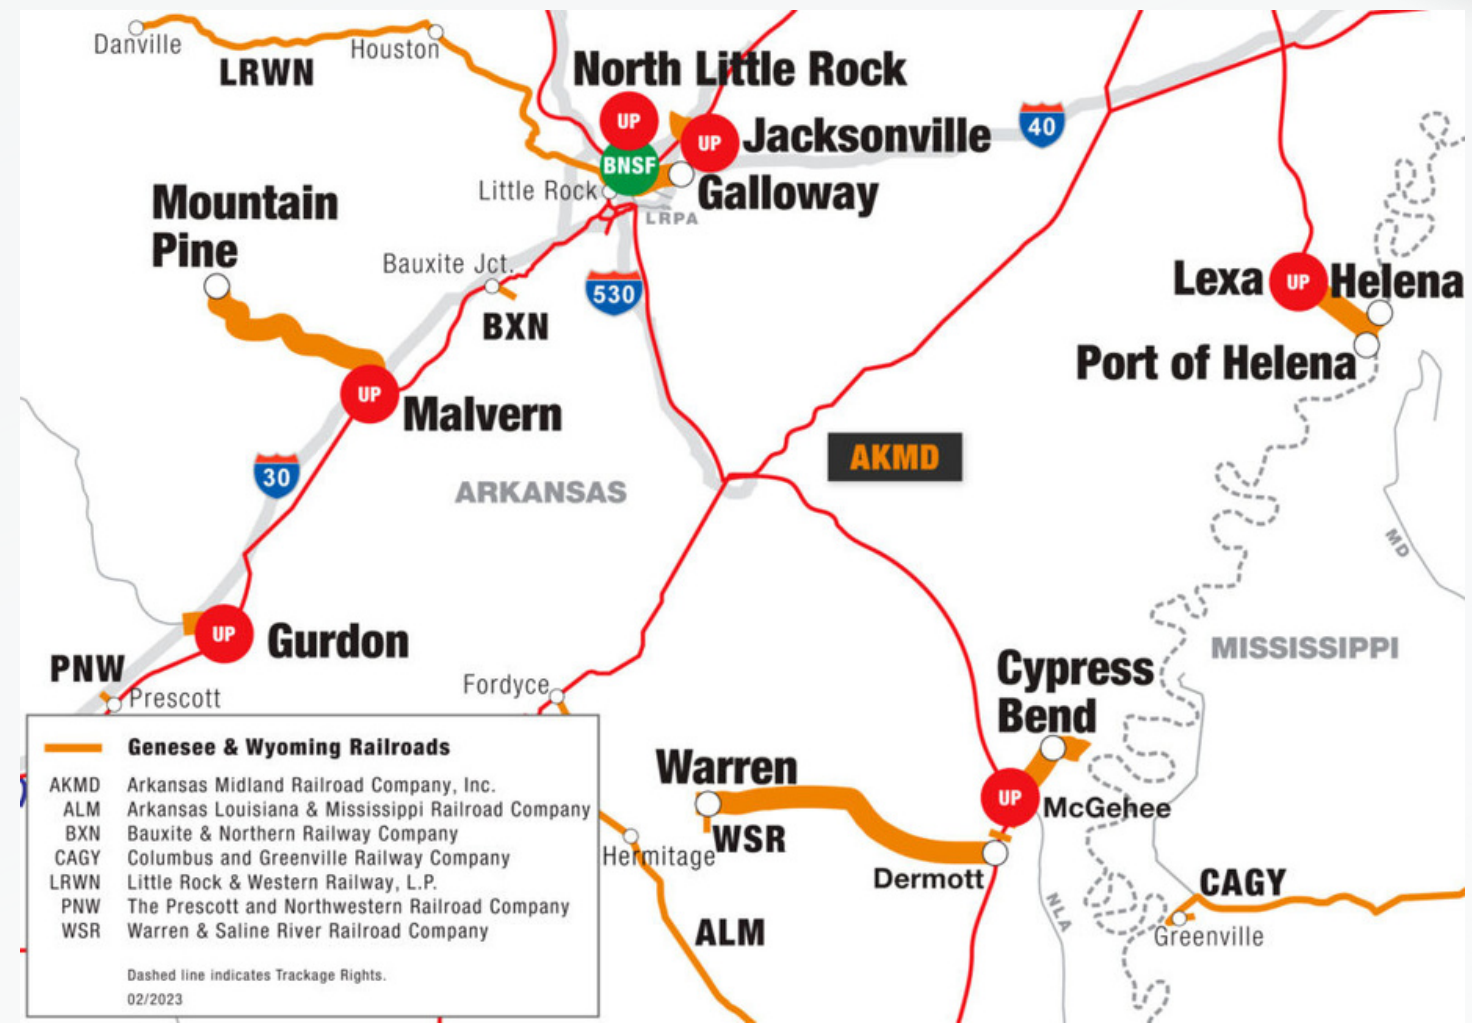 Danville
Houston
LRWN
North Little Rock
UP
UP
Jacksonville
BNSF
40
Little Rock
Galloway
LRPA
Mountain
Pine
Bauxite Jct.
530
BXN
Lexa
UP
Helena
Port of Helena
UP
Malvern
30
AKMD
ARKANSAS
MD
UP
Gurdon
MISSISSIPPI
PNW
Prescott
Fordyce
Cypress
Bend
Genesee & Wyoming Railroads
AKMD Arkansas Midland Railroad Company, Inc.
ALM Arkansas Louisiana & Mississippi Railroad Company
BXN Bauxite & Northern Railway Company
CAGY Columbus and Greenville Railway Company
LRWN Little Rock & Western Railway, L.P.
PNW The Prescott and Northwestern Railroad Company
WSR Warren & Saline River Railroad Company
Dashed line indicates Trackage Rights.
02/2023
Warren
UP
McGehee
WSR
Hermitage
Dermott
CAGY
NLA
ALM
Greenville